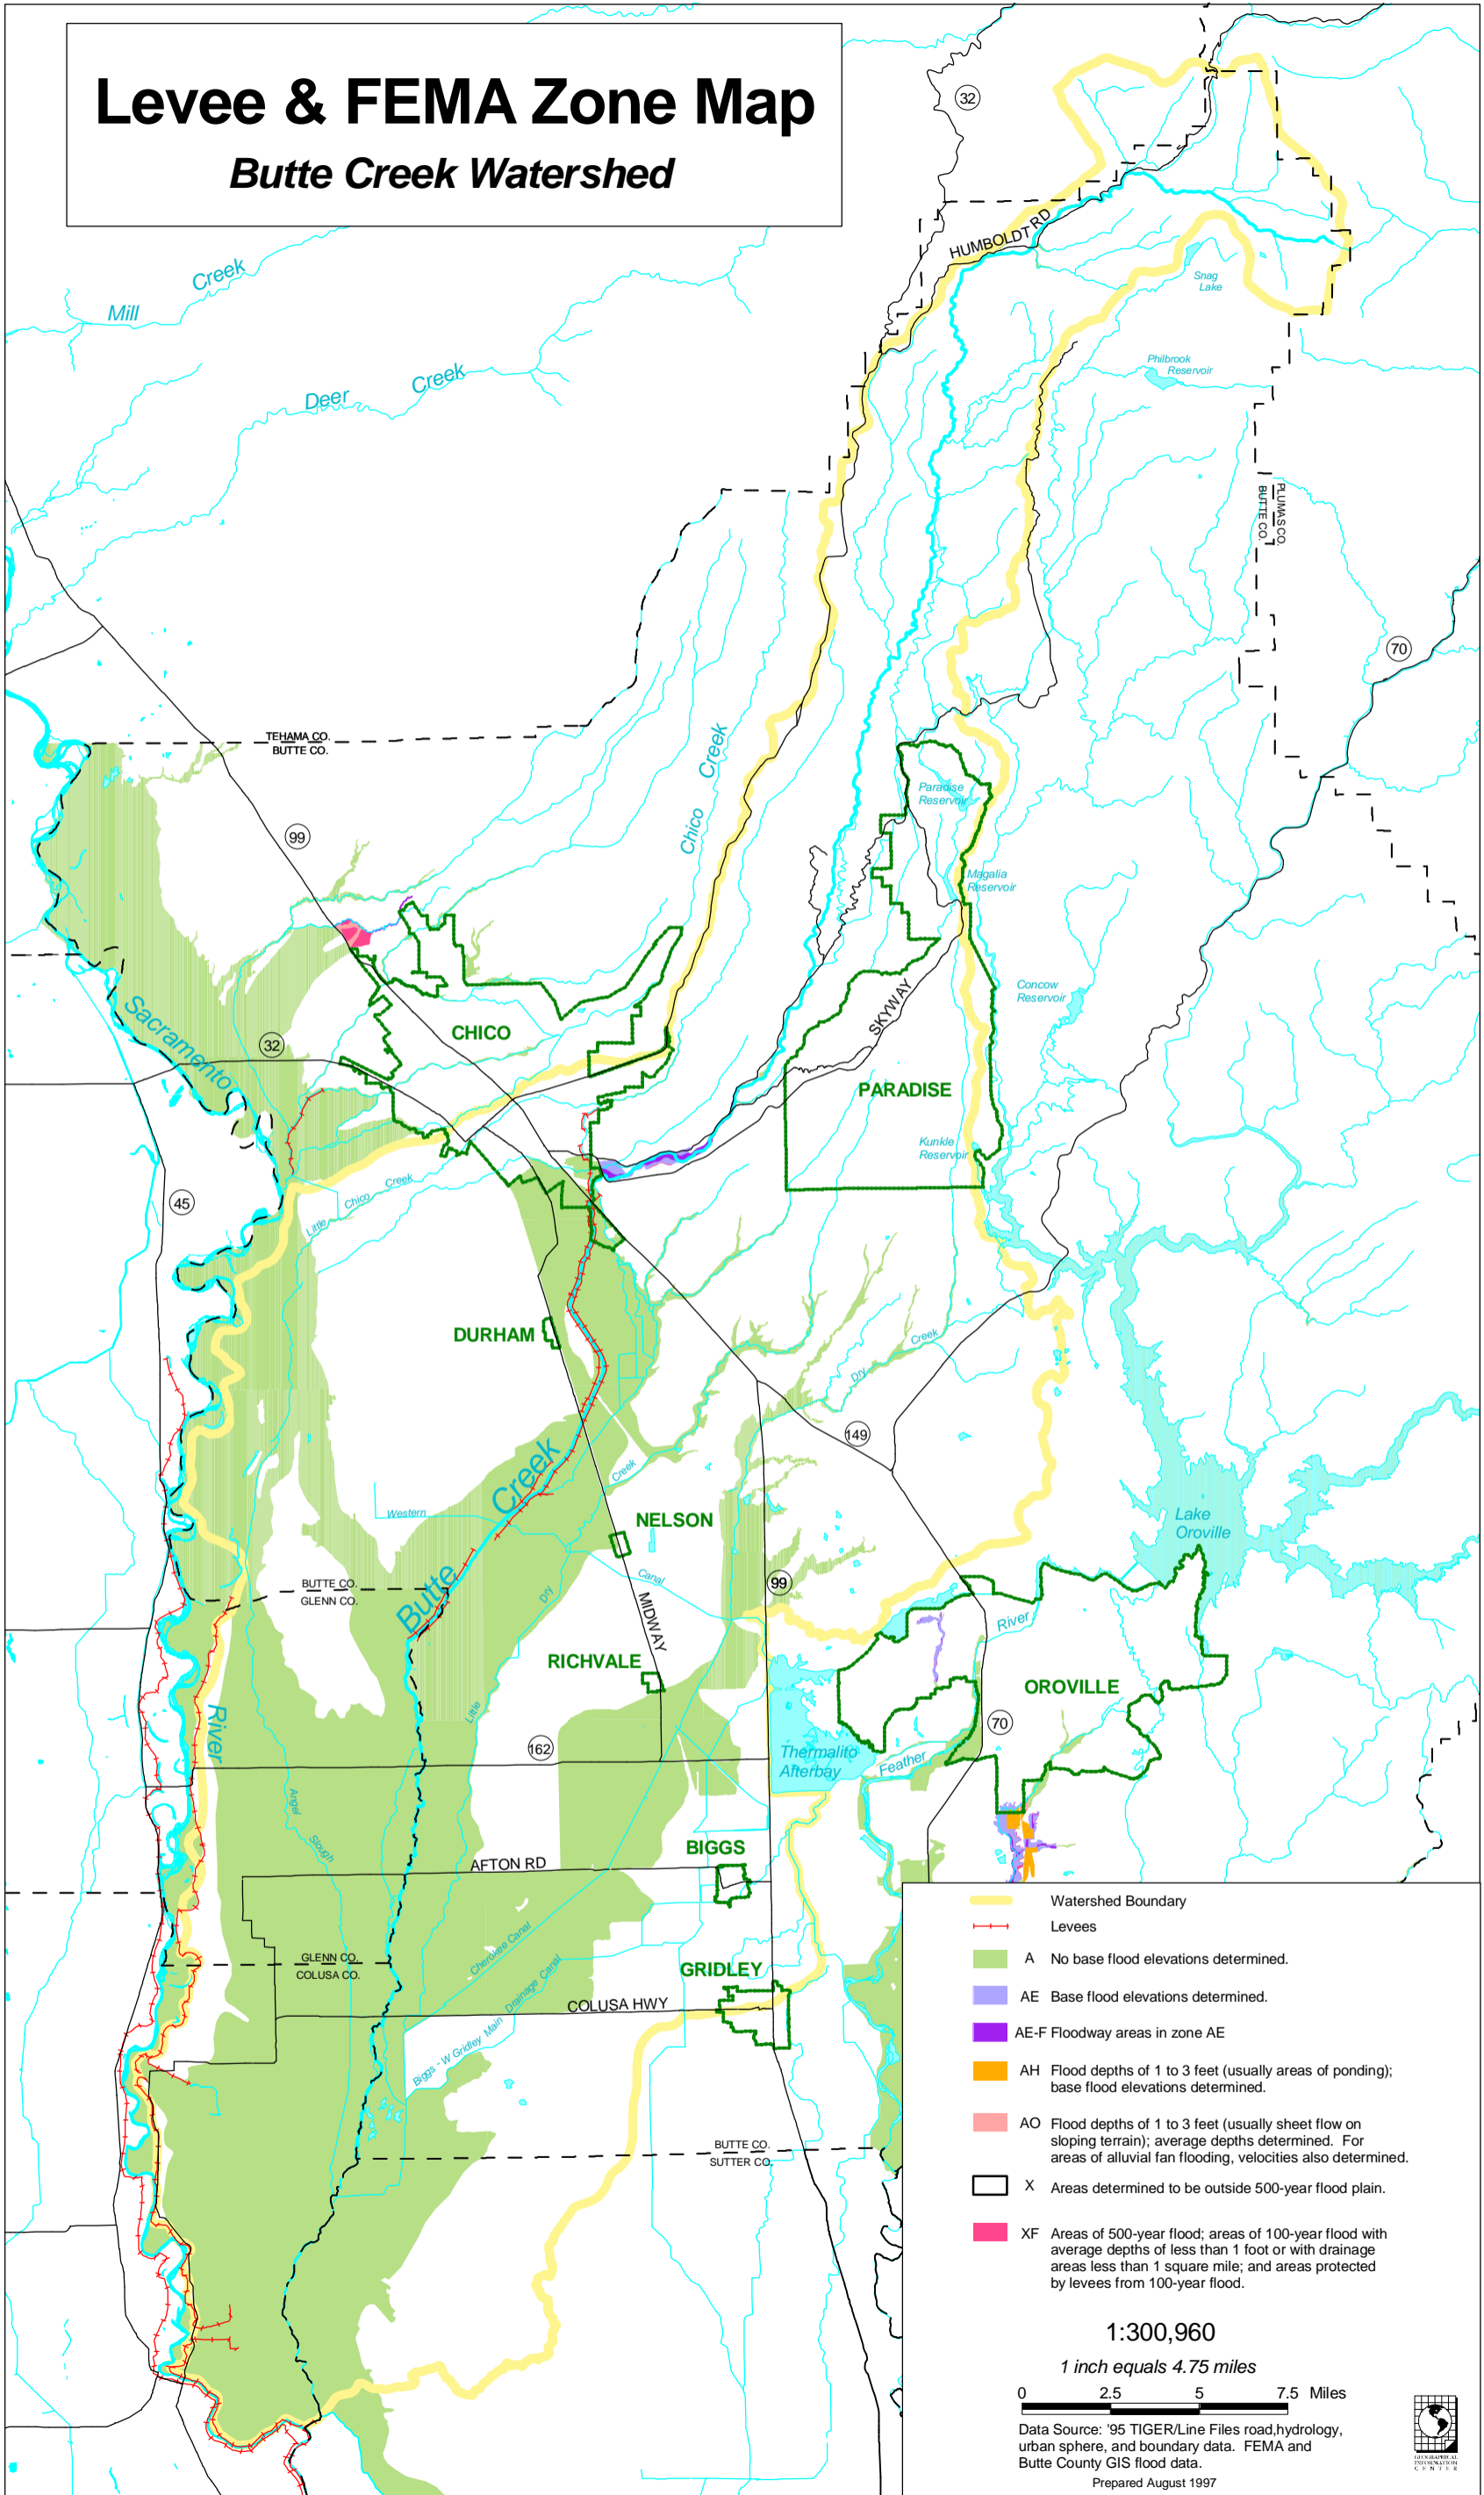 Levee & FEMA Zone Map
Butte Creek Watershed
32
HUMBOLDT RD
Snag
Lake
Mill Creek
Philbrook
Reservoir
Deer Creek
PLUMAS CO.
BUTTE CO.
70
TEHAMA CO.
BUTTE CO.
Chico Creek
Paradise
Reservoir
99
Magalia
Reservoir
Concow
Reservoir
Sacramento
SKYWAY
CHICO
32
PARADISE
Kunkle
Reservoir
45
Little Chico Creek
DURHAM
Dry Creek
149
Butte Creek
Creek
Western
NELSON
Lake
Oroville
Canal
99
BUTTE CO.
GLENN CO.
Dry
MIDWAY
River
RICHVALE
OROVILLE
River
Little
70
162
Thermalito
Afterbay
Feather
Angel
Slough
BIGGS
AFTON RD
Cherokee Canal
GLENN CO.
COLUSA CO.
GRIDLEY
COLUSA HWY
Biggs - W Gridley Main Drainage Canal
BUTTE CO.
SUTTER CO.
Watershed Boundary
Levees
A No base flood elevations determined.
AE Base flood elevations determined.
AE-F Floodway areas in zone AE
AH Flood depths of 1 to 3 feet (usually areas of ponding);
base flood elevations determined.
AO Flood depths of 1 to 3 feet (usually sheet flow on
sloping terrain); average depths determined. For
areas of alluvial fan flooding, velocities also determined.
X Areas determined to be outside 500-year flood plain.
XF Areas of 500-year flood; areas of 100-year flood with
average depths of less than 1 foot or with drainage
areas less than 1 square mile; and areas protected
by levees from 100-year flood.
1:300,960
1 inch equals 4.75 miles
0 2.5 5 7.5 Miles
Data Source: '95 TIGER/Line Files road,hydrology,
urban sphere, and boundary data. FEMA and
Butte County GIS flood data.
Prepared August 1997
GEOGRAPHICAL
INFORMATION
CENTER